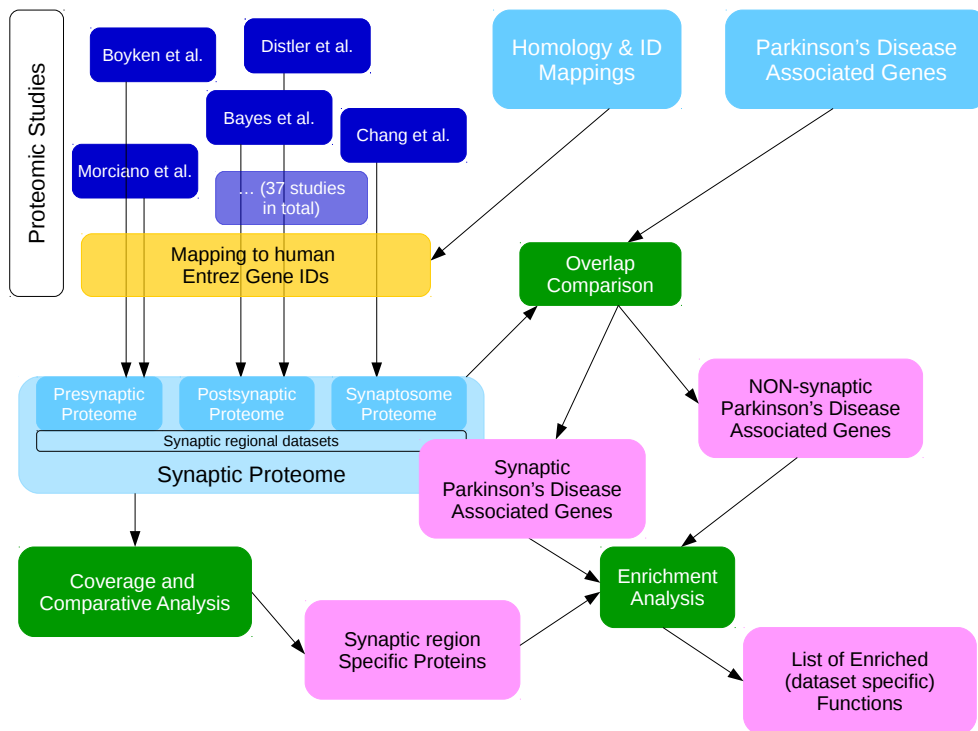 Proteomic Studies
Boyken et al.
Distler et al.
Bayes et al.
Chang et al.
Morciano et al.
... (37 studies
in total)
Homology & ID
Mappings
Parkinson's Disease
Associated Genes
Mapping to human
Entrez Gene IDs
Overlap
Comparison
Presynaptic
Proteome
Postsynaptic
Proteome
Synaptosome
Proteome
Synaptic regional datasets
Synaptic Proteome
NON-synaptic
Parkinson's Disease
Associated Genes
Synaptic
Parkinson's Disease
Associated Genes
Coverage and
Comparative Analysis
Enrichment
Analysis
Synaptic region
Specific Proteins
List of Enriched
(dataset specific)
Functions